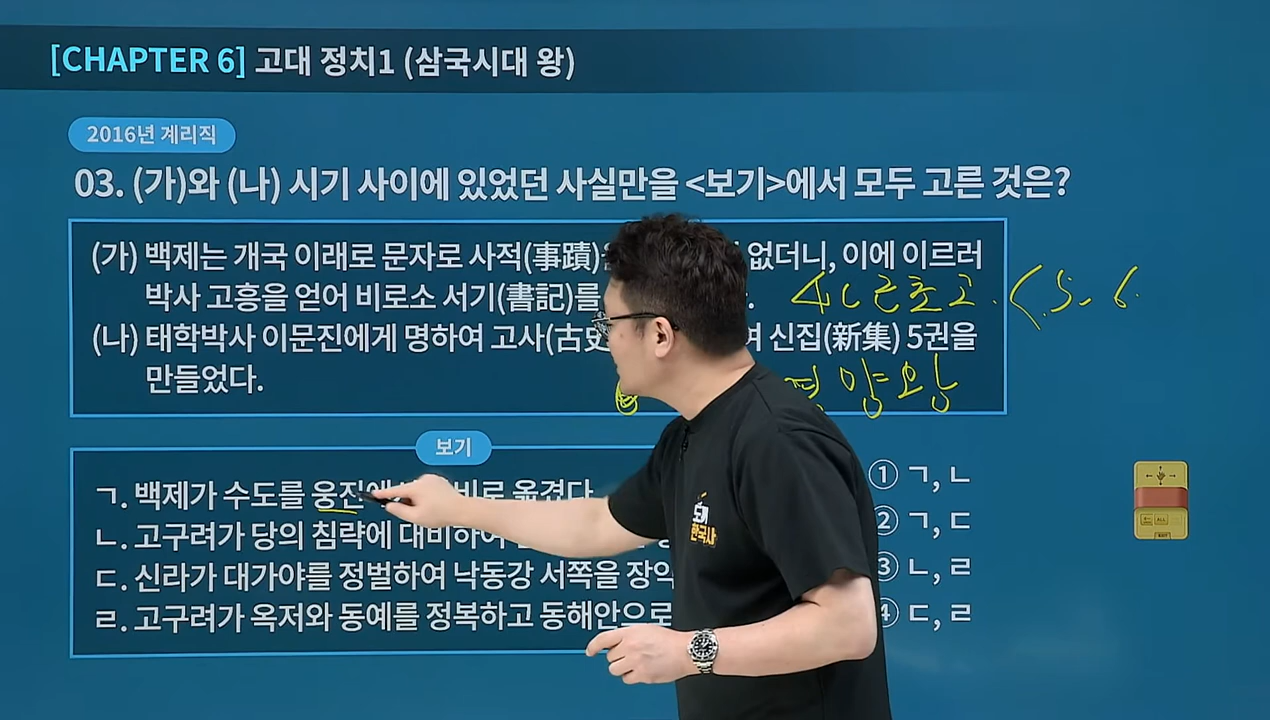 [CHAPTER 6] 고대 정치1 (삼국시대 왕)
2016년 계리직
03. (가)와 (나) 시기 사이에 있었던 사실만을 <보기>에서 모두 고른 것은?
(가) 백제는 개국 이래로 문자로 사적(事蹟) 없더니, 이에 이르러
박사 고흥을 얻어 비로소 서기(書記)를
4C 근초고. < 5. 6.
(나) 태학박사 이문진에게 명하여 고사(古 신집(新集) 5권을
만들었다.
영양왕
보기
ㄱ. 백제가 수도를 웅진에 비로 옮겼다.
ㄴ. 고구려가 당의 침략에 대비하여
ㄷ. 신라가 대가야를 정벌하여 낙동강 서쪽을 장악
ㄹ. 고구려가 옥저와 동예를 정복하고 동해안으로
① ㄱ, ㄴ
② ㄱ, ㄷ
③ ㄴ, ㄹ
④ ㄷ, ㄹ
한국사
ALL